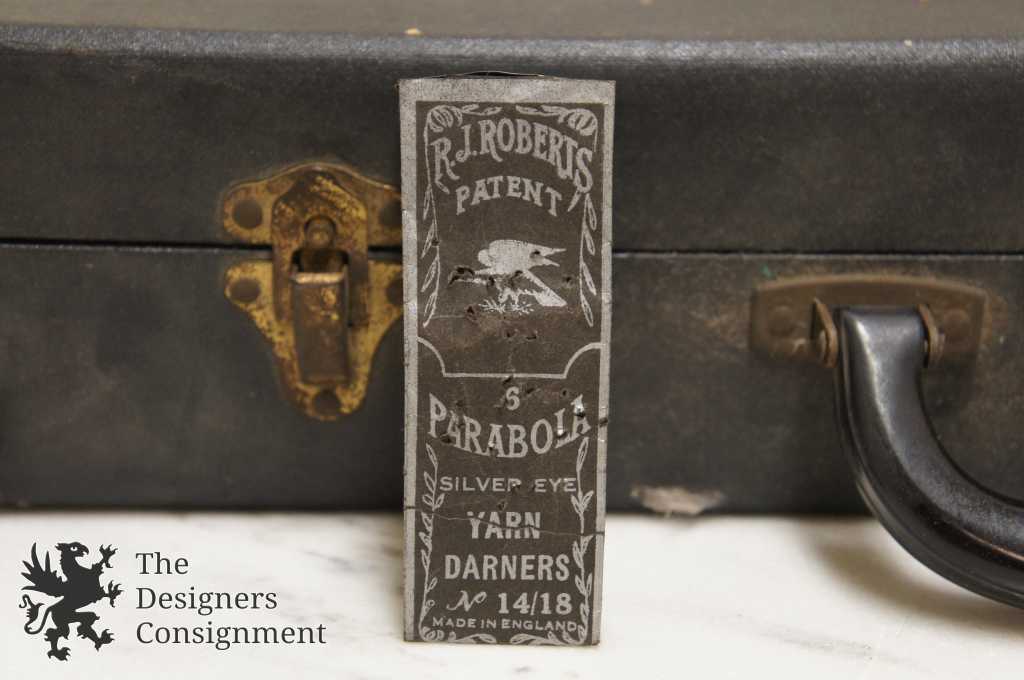 R.J. ROBERTS
PATENT
6
PARABOLA
SILVER EYE
YARN
DARNERS
No 14/18
MADE IN ENGLAND
The
Designers
Consignment